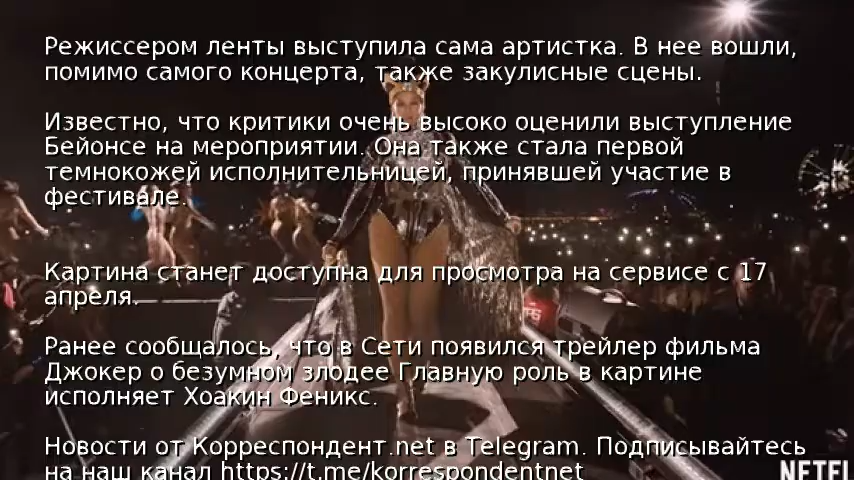 Режиссером ленты выступила сама артистка. В нее вошли,
помимо самого концерта, также закулисные сцены.
Известно, что критики очень высоко оценили выступление
Бейонсе на мероприятии. Она также стала первой
темнокожей исполнительницей, принявшей участие в
фестивале.
Картина станет доступна для просмотра на сервисе с 17
апреля.
Ранее сообщалось, что в Сети появился трейлер фильма
Джокер о безумном злодее Главную роль в картине
исполняет Хоакин Феникс.
Новости от Корреспондент.net в Telegram. Подписывайтесь
на наш канал https://t.me/korrespondentnet
NETFL